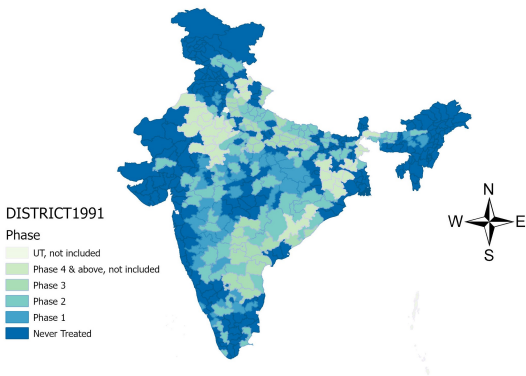 DISTRICT1991
Phase
UT, not included
Phase 4 & above, not included
Phase 3
Phase 2
Phase 1
Never Treated
N
W E
S